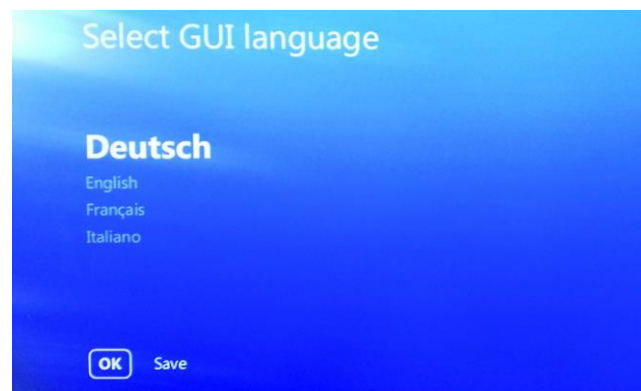 Select GUI language
Deutsch
English
Français
Italiano
OK Save